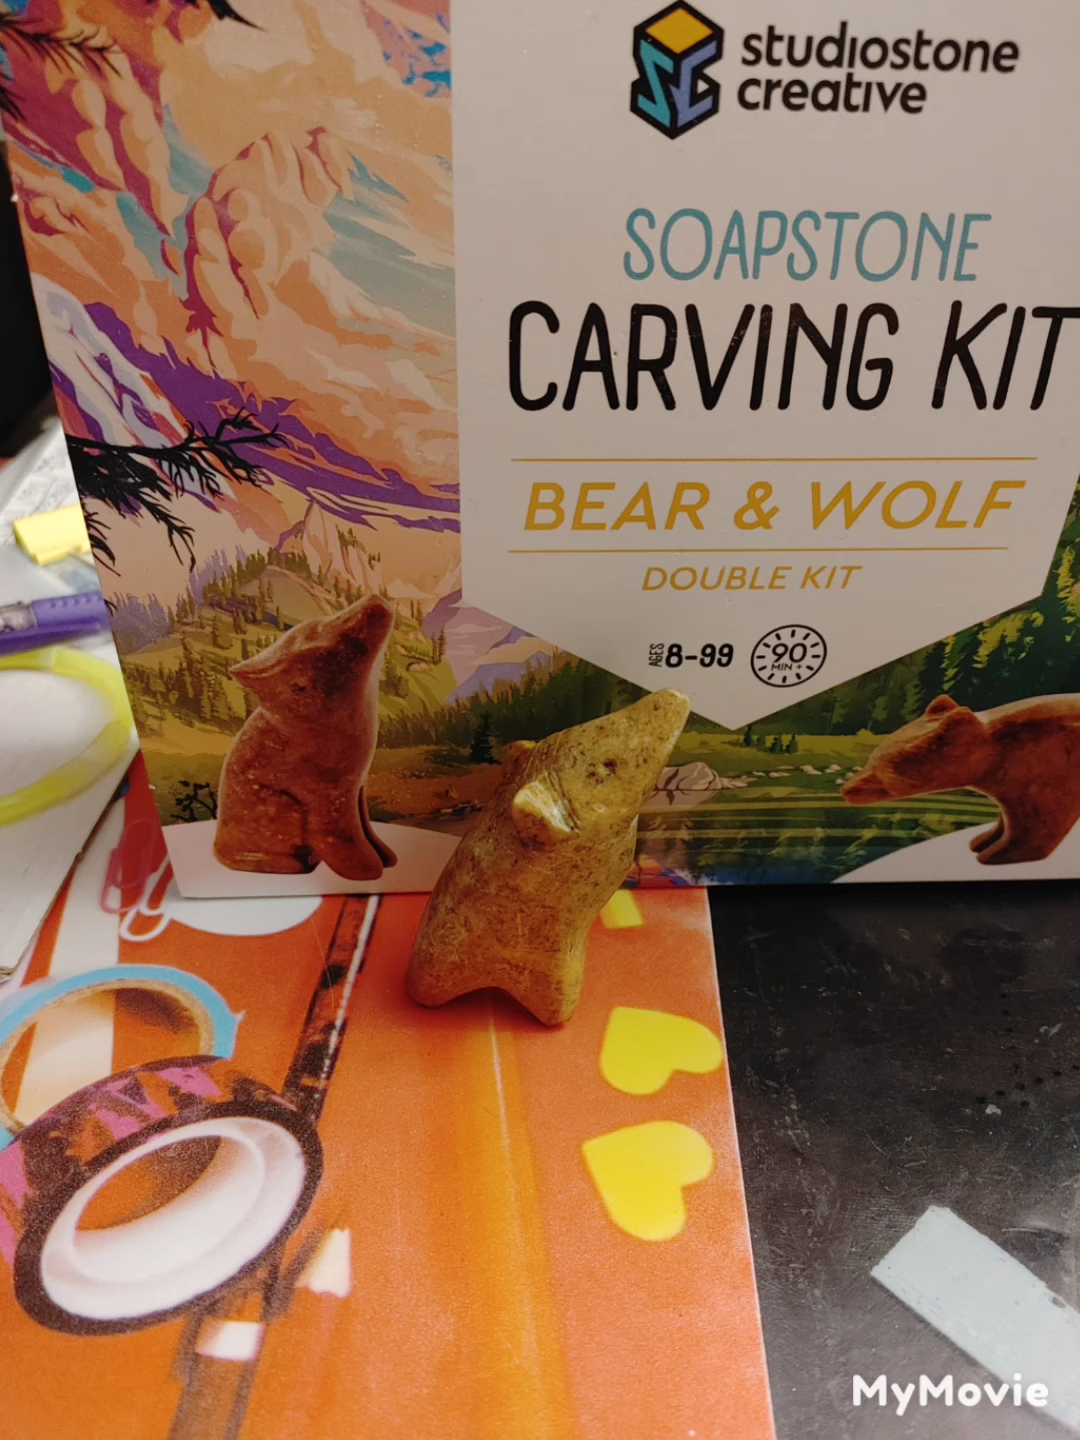 studiostone
creative
SOAPSTONE
CARVING KIT
BEAR & WOLF
DOUBLE KIT
AGES 8-99
90
MIN +
MyMovie